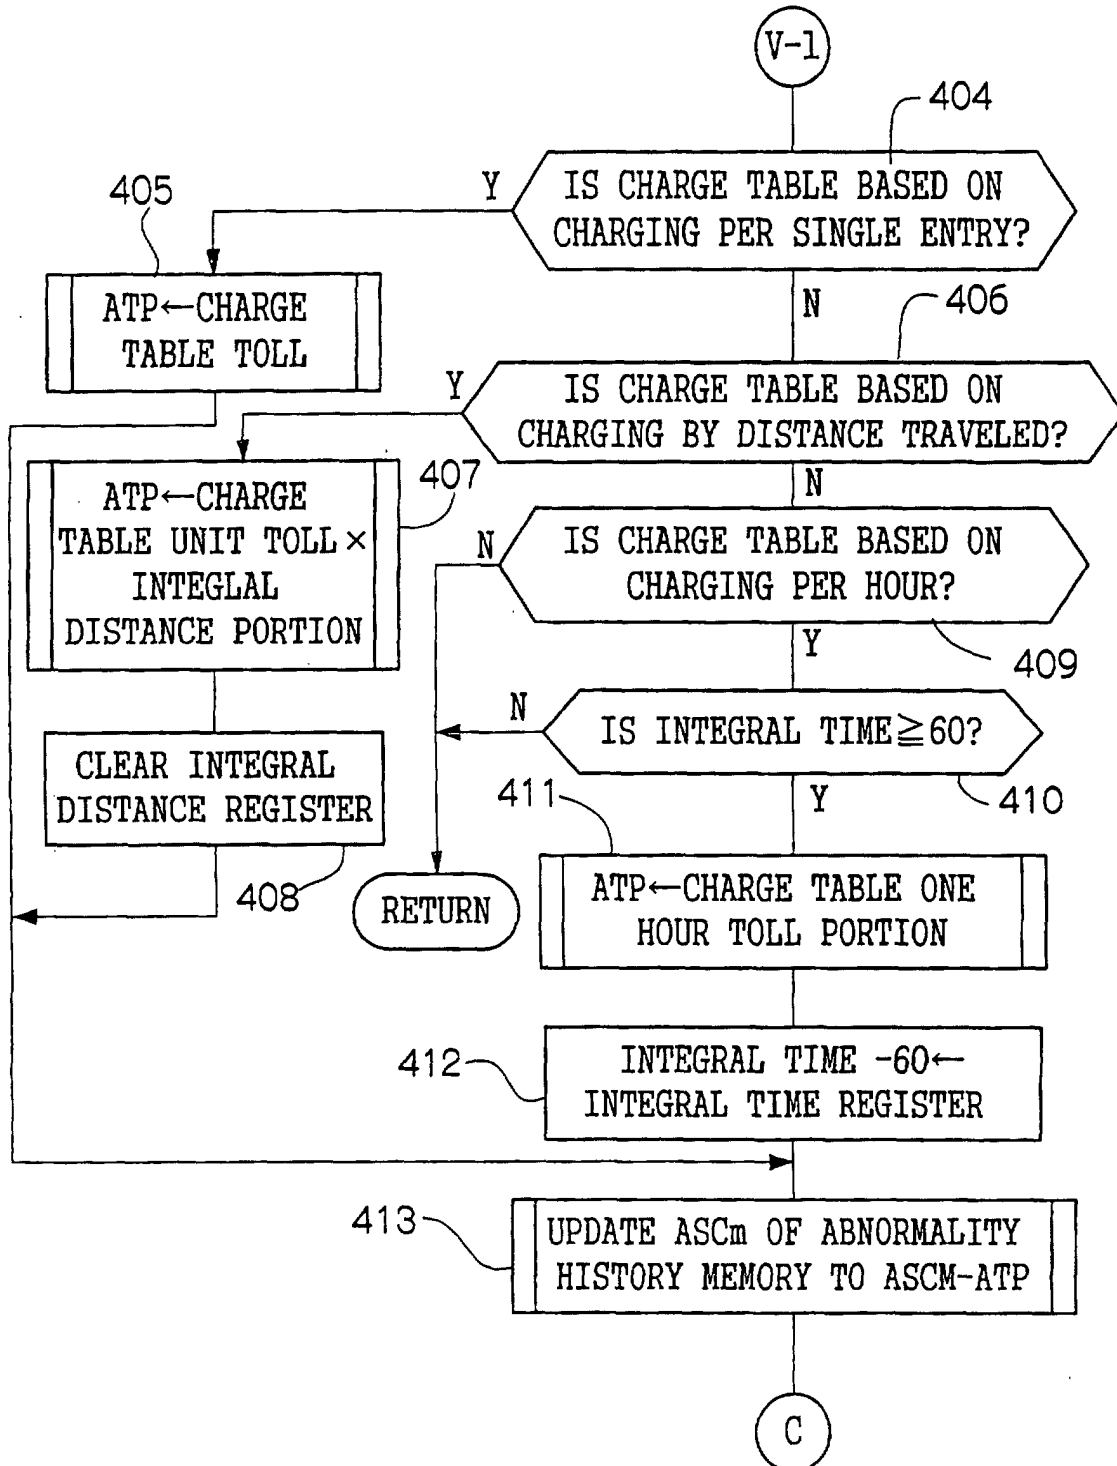 V-1
404
IS CHARGE TABLE BASED ON
CHARGING PER SINGLE ENTRY?
Y
N
405
ATP←CHARGE
TABLE TOLL
406
IS CHARGE TABLE BASED ON
CHARGING BY DISTANCE TRAVELED?
Y
N
407
ATP←CHARGE
TABLE UNIT TOLL×
INTEGLAL
DISTANCE PORTION
IS CHARGE TABLE BASED ON
CHARGING PER HOUR?
N
Y
409
CLEAR INTEGRAL
DISTANCE REGISTER
408
IS INTEGRAL TIME≧60?
N
Y
410
RETURN
411
ATP←CHARGE TABLE ONE
HOUR TOLL PORTION
412
INTEGRAL TIME -60←
INTEGRAL TIME REGISTER
413
UPDATE ASCm OF ABNORMALITY
HISTORY MEMORY TO ASCM-ATP
C